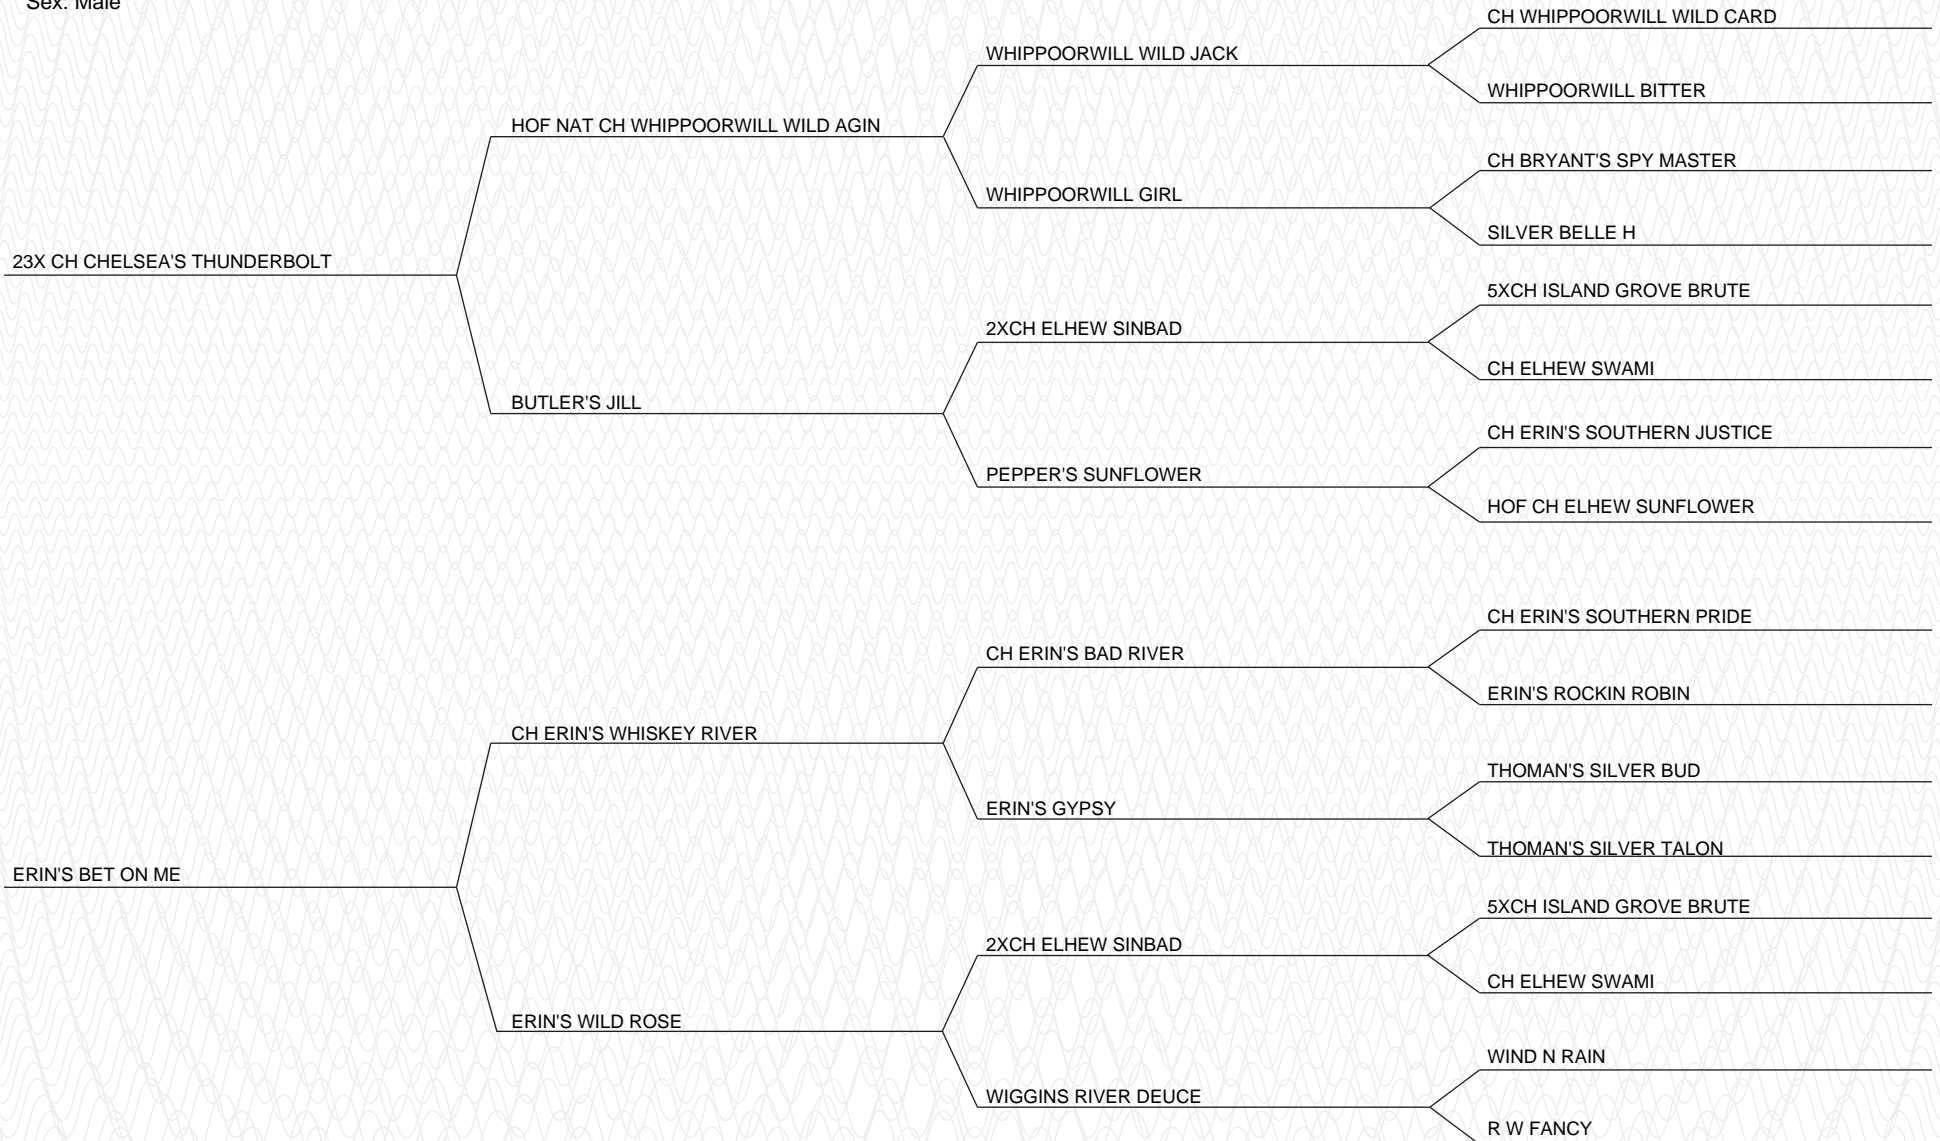 Sex: Male
CH WHIPPOORWILL WILD CARD
WHIPPOORWILL WILD JACK
WHIPPOORWILL BITTER
HOF NAT CH WHIPPOORWILL WILD AGIN
CH BRYANT'S SPY MASTER
WHIPPOORWILL GIRL
SILVER BELLE H
23X CH CHELSEA'S THUNDERBOLT
5XCH ISLAND GROVE BRUTE
2XCH ELHEW SINBAD
CH ELHEW SWAMI
BUTLER'S JILL
CH ERIN'S SOUTHERN JUSTICE
PEPPER'S SUNFLOWER
HOF CH ELHEW SUNFLOWER
CH ERIN'S SOUTHERN PRIDE
CH ERIN'S BAD RIVER
ERIN'S ROCKIN ROBIN
CH ERIN'S WHISKEY RIVER
THOMAN'S SILVER BUD
ERIN'S GYPSY
THOMAN'S SILVER TALON
ERIN'S BET ON ME
5XCH ISLAND GROVE BRUTE
2XCH ELHEW SINBAD
CH ELHEW SWAMI
ERIN'S WILD ROSE
WIND N RAIN
WIGGINS RIVER DEUCE
R W FANCY